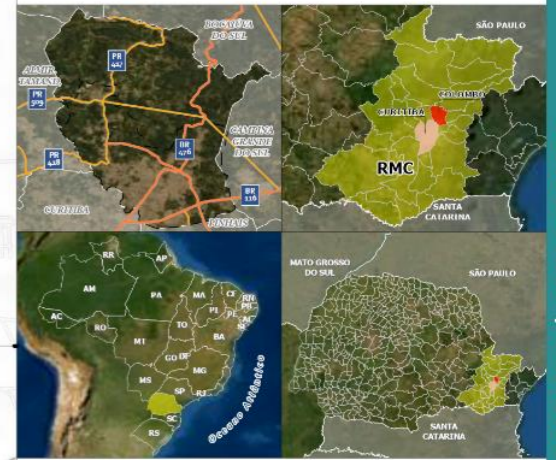 BOCAIÚVA
DO SUL
PR
417
ALMIR.
TAMAND.
PR
509
CAMPINA
GRANDE
DO SUL
BR
476
PR
418
BR
116
CURITIBA
PINHAIS
SÃO PAULO
COLOMBO
CURITIBA
RMC
SANTA
CATARINA
RR
AP
AM
PA
MA
CE
RN
PB
PE
PI
AL
SE
AC
TO
RO
BA
MT
GO
DF
MG
MS
SP
RJ
SC
RS
Oceano Atlântico
MATO GROSSO
DO SUL
SÃO PAULO
SANTA
CATARINA